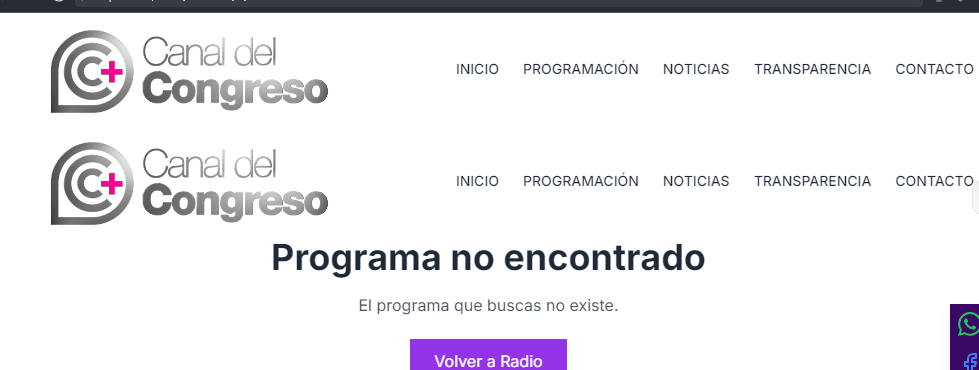 Canal del
Congreso
INICIO PROGRAMACIÓN NOTICIAS TRANSPARENCIA CONTACTO
Canal del
Congreso
INICIO PROGRAMACIÓN NOTICIAS TRANSPARENCIA CONTACTO
Programa no encontrado
El programa que buscas no existe.
Volver a Radio